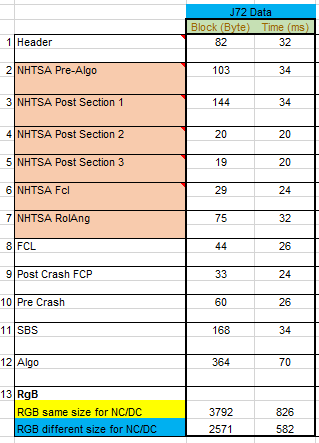 J72 Data
Block (Byte) Time (ms)
1 Header 82 32
2 NHTSA Pre-Algo 103 34
3 NHTSA Post Section 1 144 34
4 NHTSA Post Section 2 20 20
5 NHTSA Post Section 3 19 20
6 NHTSA Fcl 29 24
7 NHTSA RolAng 75 32
8 FCL 44 26
9 Post Crash FCP 33 24
10 Pre Crash 60 26
11 SBS 168 34
12 Algo 364 70
13 RgB
RGB same size for NC/DC 3792 826
RGB different size for NC/DC 2571 582